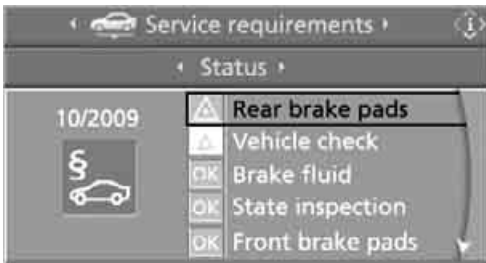 Service requirements
i
Status
10/2009
Rear brake pads
§
Vehicle check
OK Brake fluid
OK State inspection
OK Front brake pads